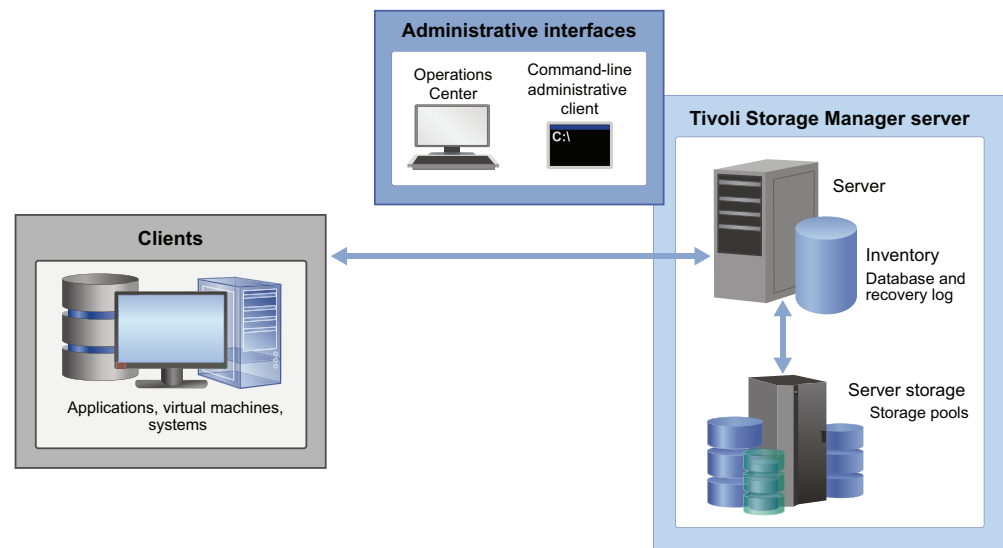 Administrative interfaces
Operations
Center
Command-line
administrative
client
C:\
Tivoli Storage Manager server
Server
Inventory
Database and
recovery log
Server storage
Storage pools
Clients
Applications, virtual machines,
systems